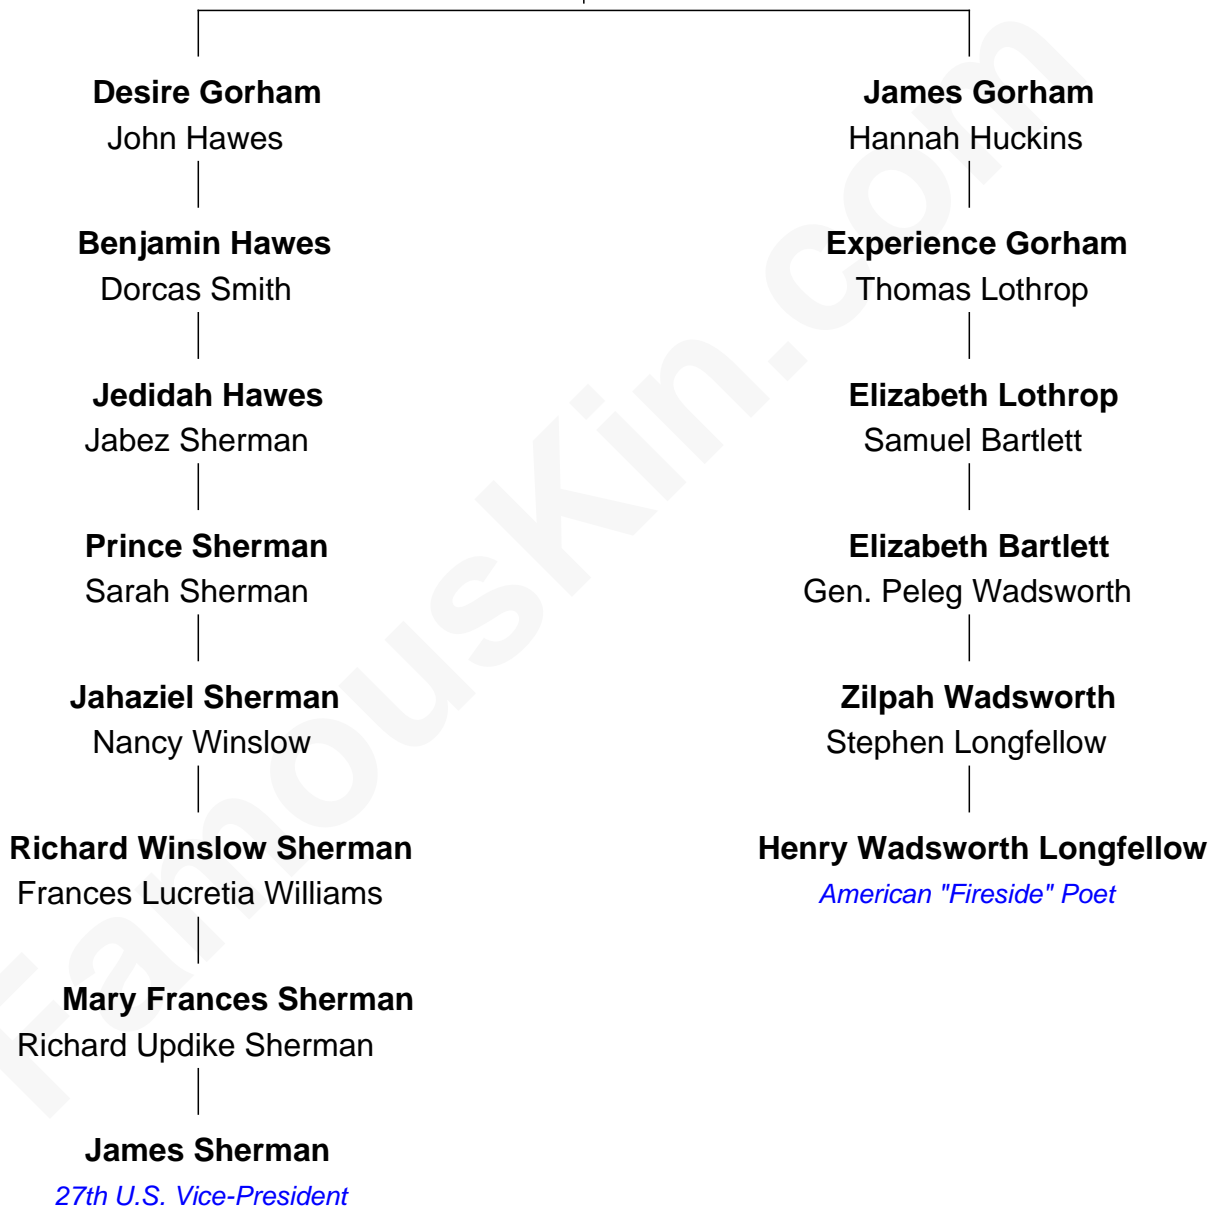 Desire Gorham
John Hawes
Benjamin Hawes
Dorcas Smith
Jedidah Hawes
Jabez Sherman
Prince Sherman
Sarah Sherman
Jahaziel Sherman
Nancy Winslow
Richard Winslow Sherman
Frances Lucretia Williams
Mary Frances Sherman
Richard Updike Sherman
James Sherman
27th U.S. Vice-President
James Gorham
Hannah Huckins
Experience Gorham
Thomas Lothrop
Elizabeth Lothrop
Samuel Bartlett
Elizabeth Bartlett
Gen. Peleg Wadsworth
Zilpah Wadsworth
Stephen Longfellow
Henry Wadsworth Longfellow
American "Fireside" Poet
FamousKin.com